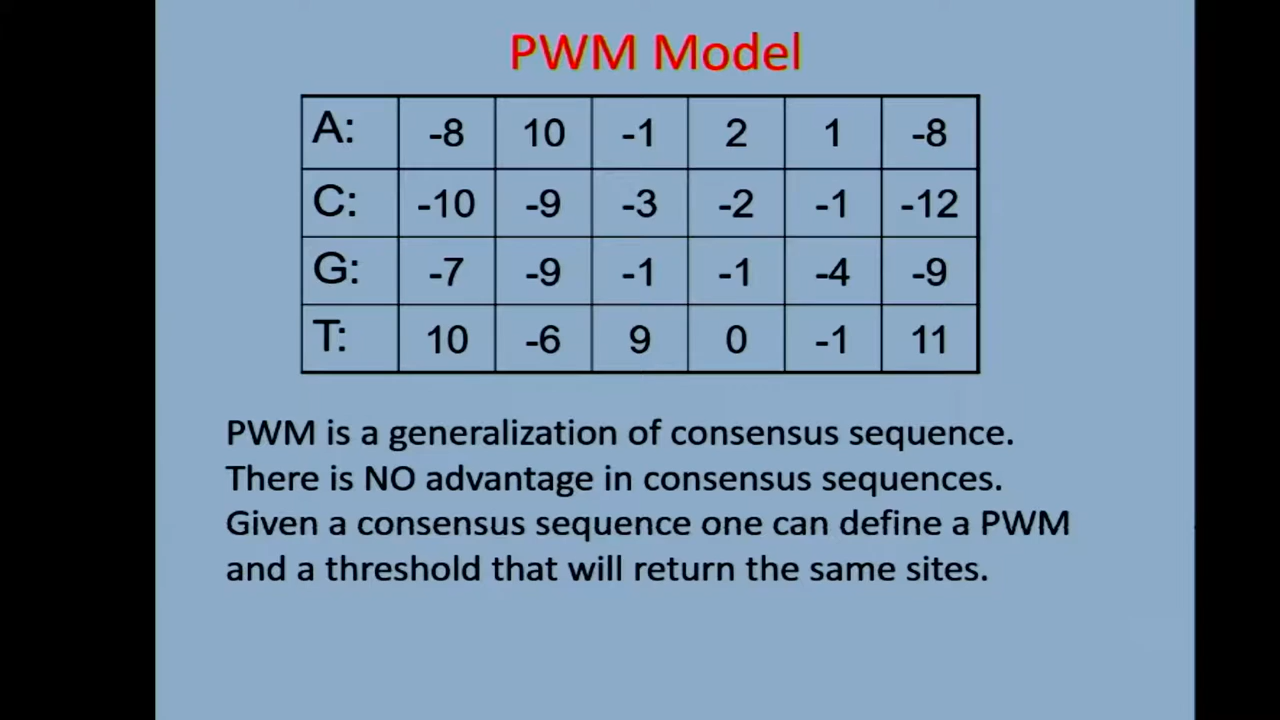 PWM Model
A: -8 10 -1 2 1 -8
C: -10 -9 -3 -2 -1 -12
G: -7 -9 -1 -1 -4 -9
T: 10 -6 9 0 -1 11
PWM is a generalization of consensus sequence.
There is NO advantage in consensus sequences.
Given a consensus sequence one can define a PWM
and a threshold that will return the same sites.